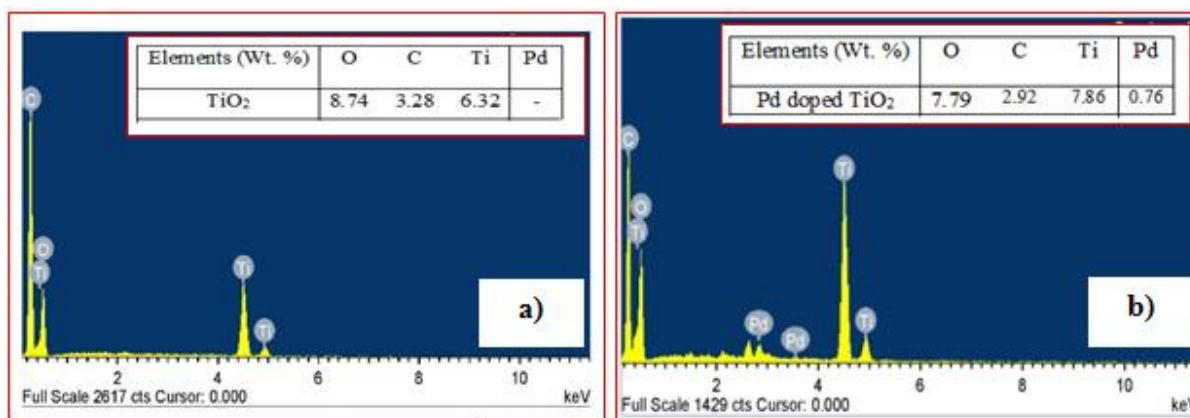 Elements (Wt. %) O C Ti Pd
TiO₂ 8.74 3.28 6.32 -
C
O
Ti
Ti
Ti
a)
2 4 6 8 10
Full Scale 2617 cts Cursor: 0.000 keV
Elements (Wt. %) O C Ti Pd
Pd doped TiO₂ 7.79 2.92 7.86 0.76
C
Ti
O
Ti
Pd
Ti
Pd
b)
2 4 6 8 10
Full Scale 1429 cts Cursor: 0.000 keV